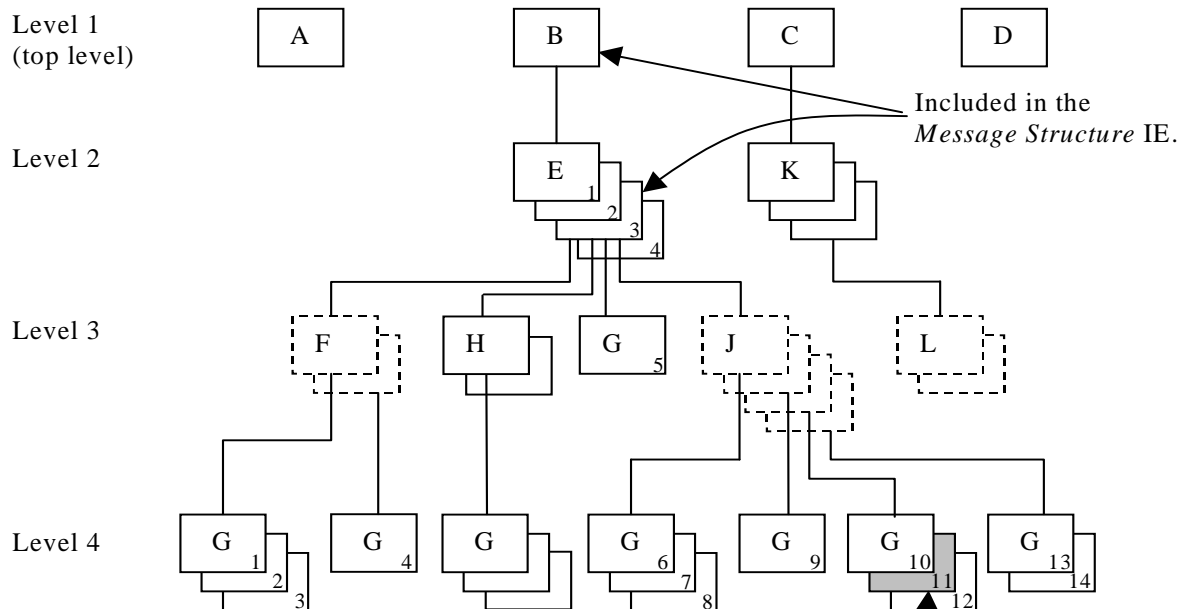 Level 1
(top level)
A
B
C
D
Included in the
Message Structure IE.
Level 2
E
1
2
3
4
K
Level 3
F
H
G
5
J
L
Level 4
G
1
2
3
G
4
G
G
6
7
8
G
9
G
10
11
12
G
13
14